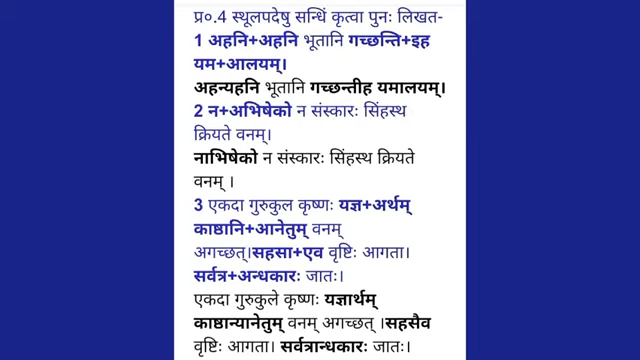 प्र०.4 स्थूलपदेषु सन्धिं कृत्वा पुनः लिखत-
1 अहनि+अहनि भूतानि गच्छन्ति+इह
यम+आलयम्।
अहन्यहनि भूतानि गच्छन्तीह यमालयम्।
2 न+अभिषेको न संस्कारः सिंहस्थ
क्रियते वनम्।
नाभिषेको न संस्कारः सिंहस्थ क्रियते
वनम् ।
3 एकदा गुरुकुल कृष्णः यज्ञ+अर्थम्
काष्ठानि+आनेतुम् वनम्
अगच्छत्।सहसा+एव वृष्टिः आगता।
सर्वत्र+अन्धकारः जातः।
एकदा गुरुकुले कृष्णः यज्ञार्थम्
काष्ठान्यानेतुम् वनम् अगच्छत् ।सहसैव
वृष्टिः आगता। सर्वत्रान्धकारः जातः।